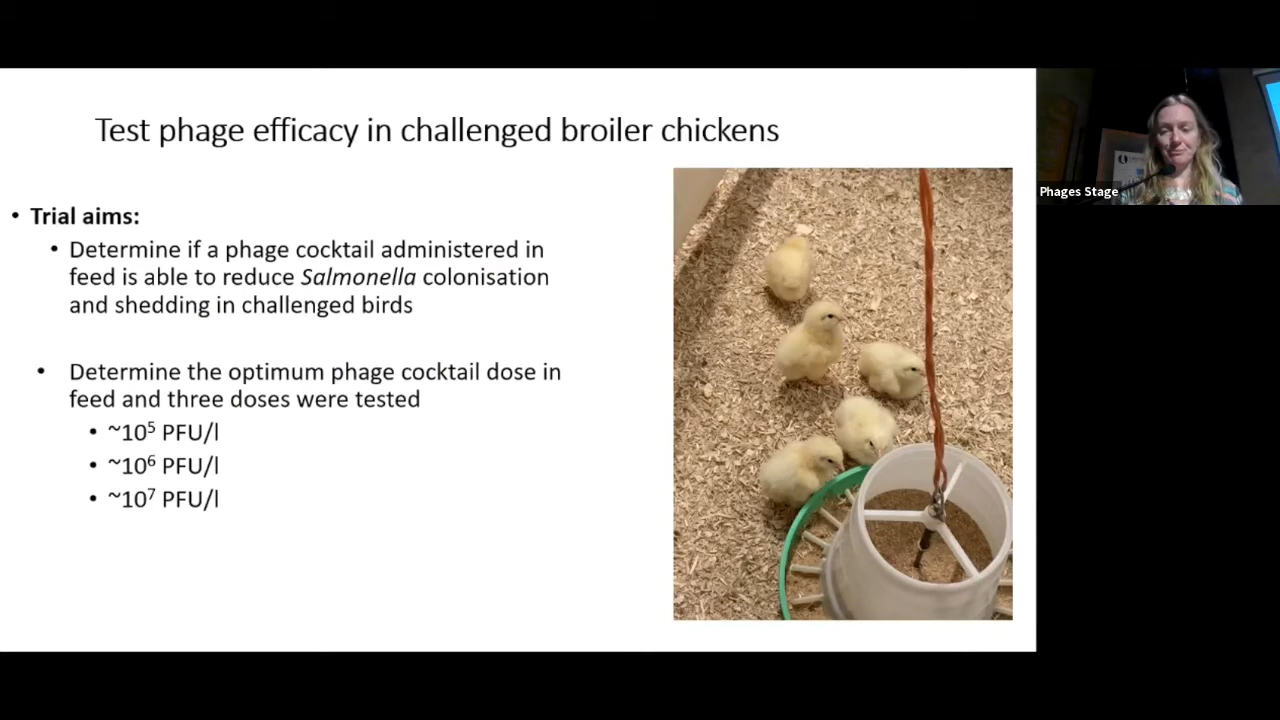 Test phage efficacy in challenged broiler chickens
• Trial aims:
• Determine if a phage cocktail administered in
feed is able to reduce Salmonella colonisation
and shedding in challenged birds
• Determine the optimum phage cocktail dose in
feed and three doses were tested
• ~10⁵ PFU/l
• ~10⁶ PFU/l
• ~10⁷ PFU/l
Phages Stage